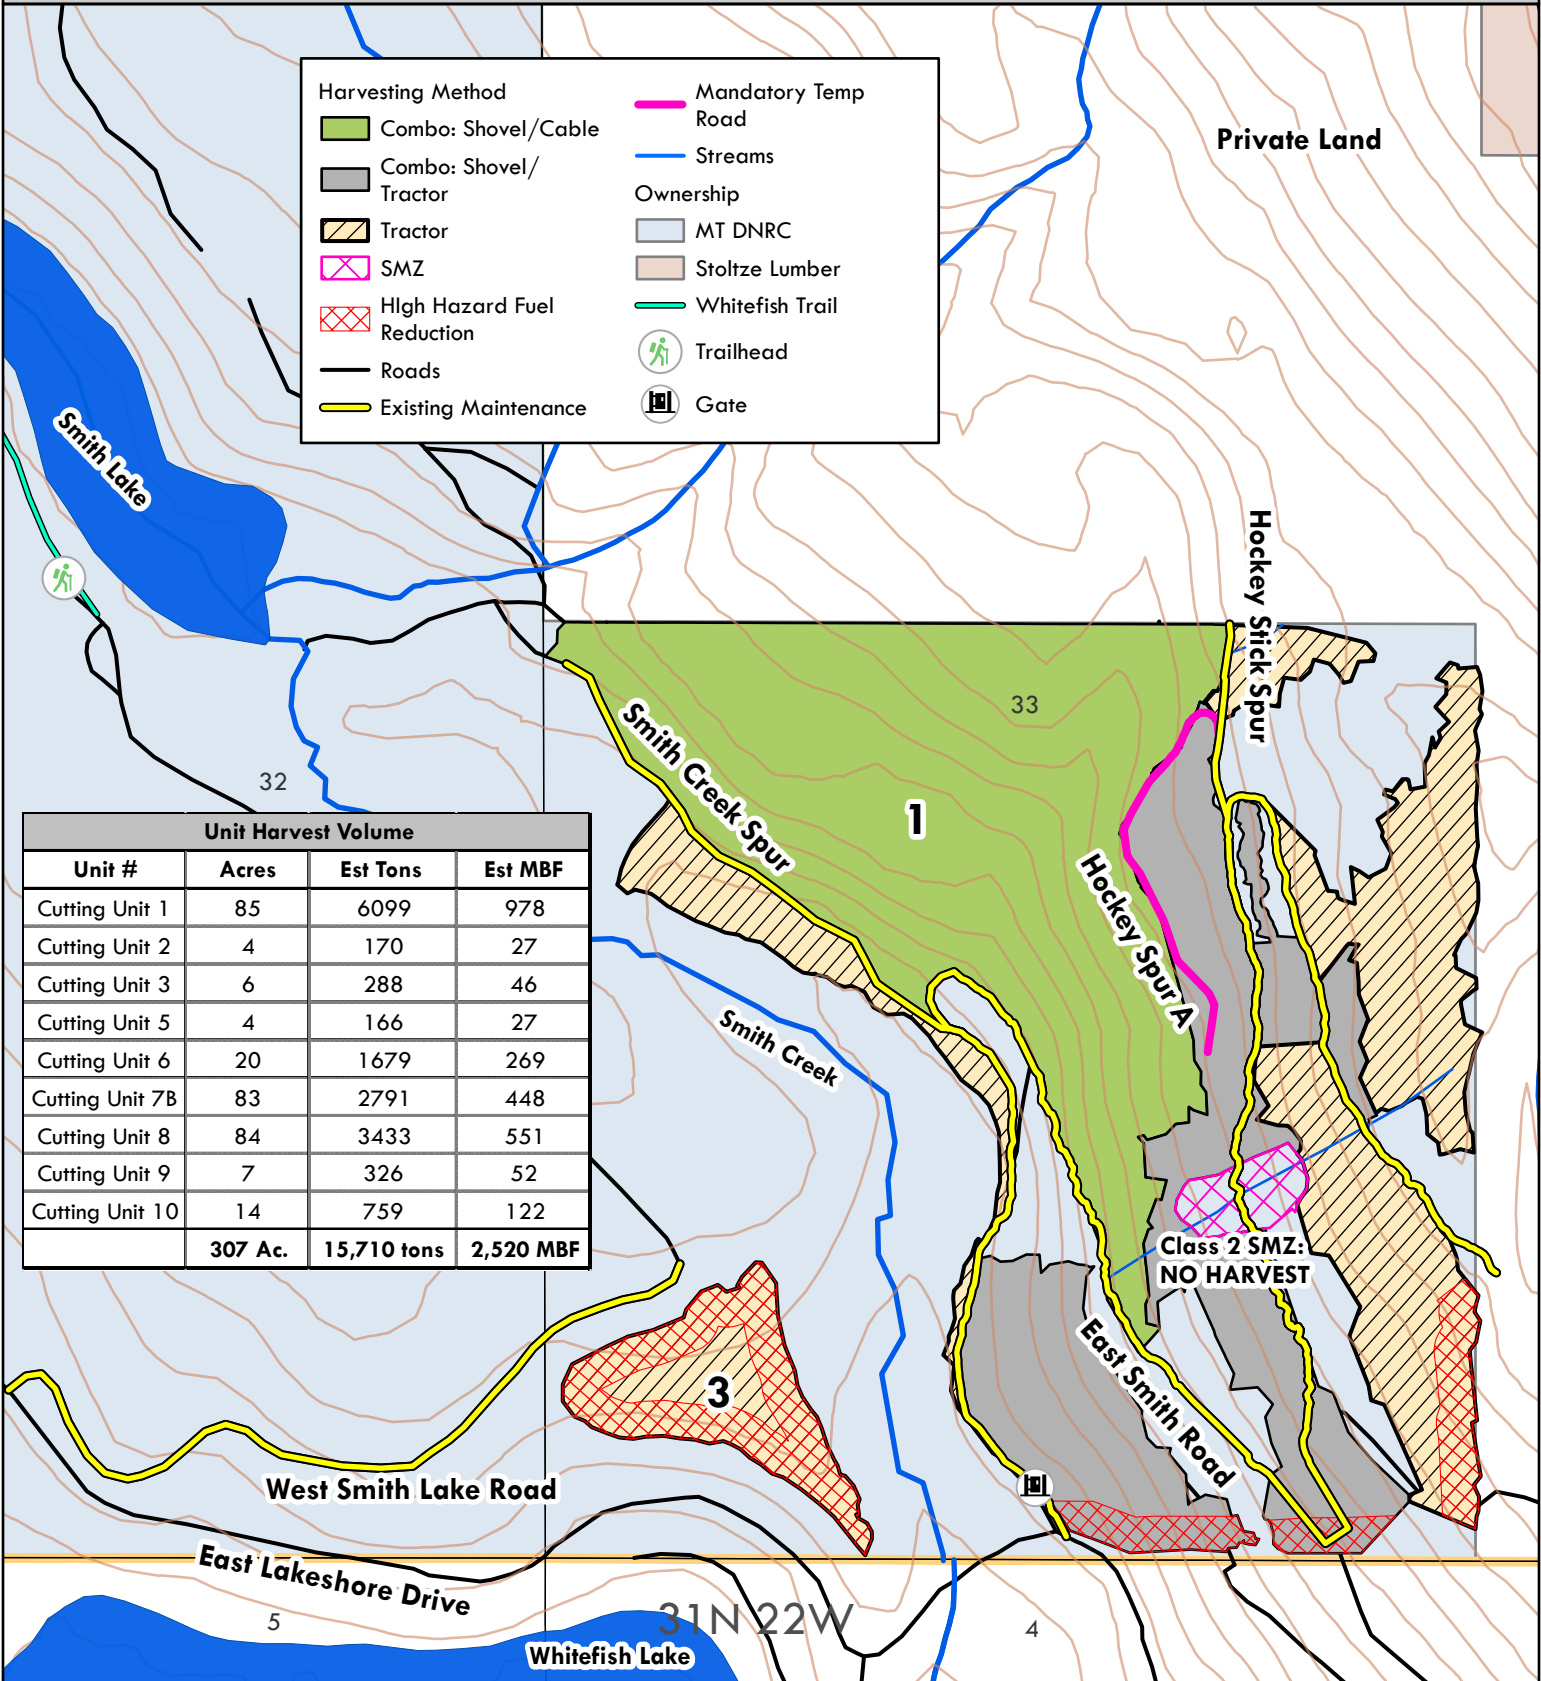 Harvesting Method
Combo: Shovel/Cable
Combo: Shovel/
Tractor
Tractor
SMZ
HIgh Hazard Fuel
Reduction
Roads
Existing Maintenance
Mandatory Temp
Road
Streams
Ownership
MT DNRC
Stoltze Lumber
Whitefish Trail
Trailhead
Gate
Private Land
Smith Lake
Hockey Stick Spur
33
Smith Creek Spur
32
1
Hockey Spur A
Unit Harvest Volume
Unit # Acres Est Tons Est MBF
Cutting Unit 1 85 6099 978
Cutting Unit 2 4 170 27
Cutting Unit 3 6 288 46
Cutting Unit 5 4 166 27
Cutting Unit 6 20 1679 269
Cutting Unit 7B 83 2791 448
Cutting Unit 8 84 3433 551
Cutting Unit 9 7 326 52
Cutting Unit 10 14 759 122
307 Ac. 15,710 tons 2,520 MBF
Smith Creek
Class 2 SMZ:
NO HARVEST
East Smith Road
3
West Smith Lake Road
East Lakeshore Drive
5
31N 22W
4
Whitefish Lake